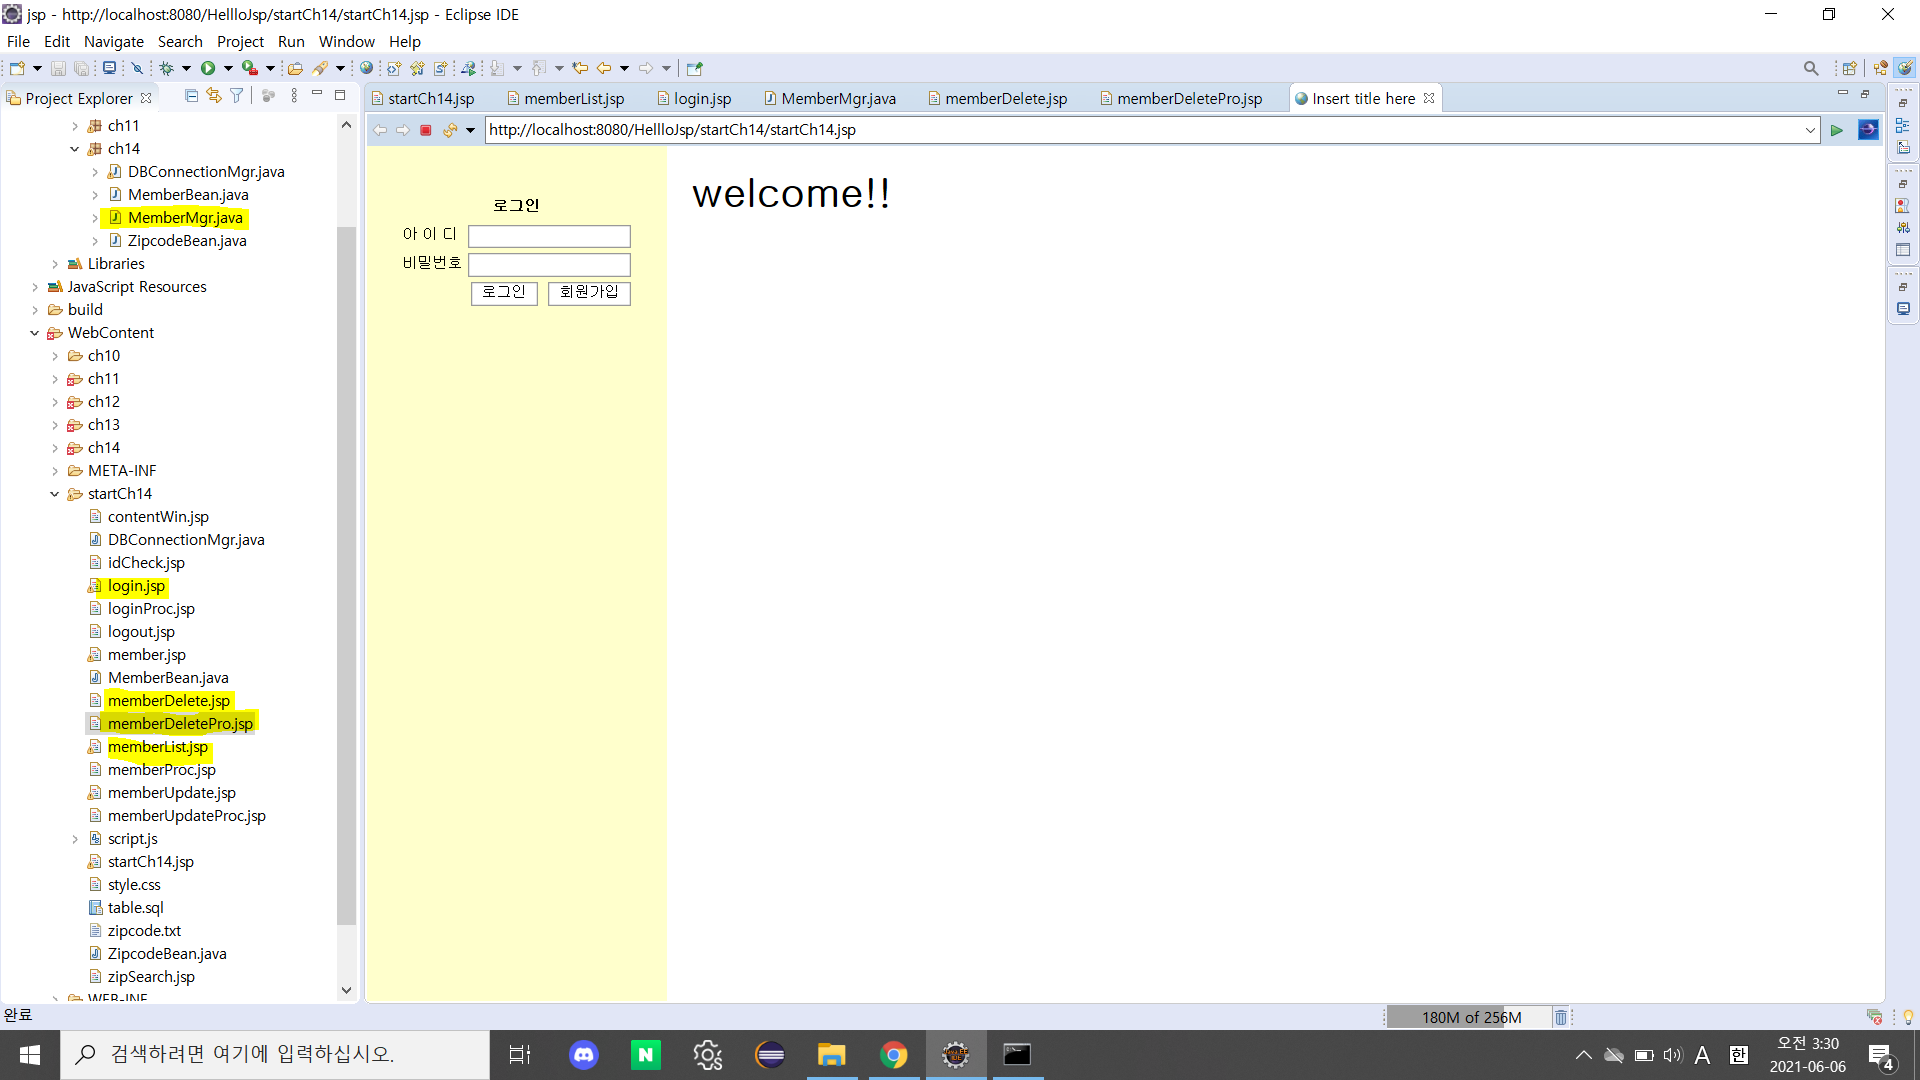 jsp - http://localhost:8080/HellloJsp/startCh14/startCh14.jsp - Eclipse IDE
File Edit Navigate Search Project Run Window Help
Project Explorer
startCh14.jsp memberList.jsp login.jsp MemberMgr.java memberDelete.jsp memberDeletePro.jsp Insert title here
http://localhost:8080/HellloJsp/startCh14/startCh14.jsp
ch11
ch14
DBConnectionMgr.java
MemberBean.java
MemberMgr.java
ZipcodeBean.java
Libraries
JavaScript Resources
build
WebContent
ch10
ch11
ch12
ch13
ch14
META-INF
startCh14
contentWin.jsp
DBConnectionMgr.java
idCheck.jsp
login.jsp
loginProc.jsp
logout.jsp
member.jsp
MemberBean.java
memberDelete.jsp
memberDeletePro.jsp
memberList.jsp
memberProc.jsp
memberUpdate.jsp
memberUpdateProc.jsp
script.js
startCh14.jsp
style.css
table.sql
zipcode.txt
ZipcodeBean.java
zipSearch.jsp
WEB-INF
로그인
아 이 디
비밀번호
로그인 회원가입
welcome!!
완료
180M of 256M
검색하려면 여기에 입력하십시오.
N
A 한
오전 3:30
2021-06-06
4